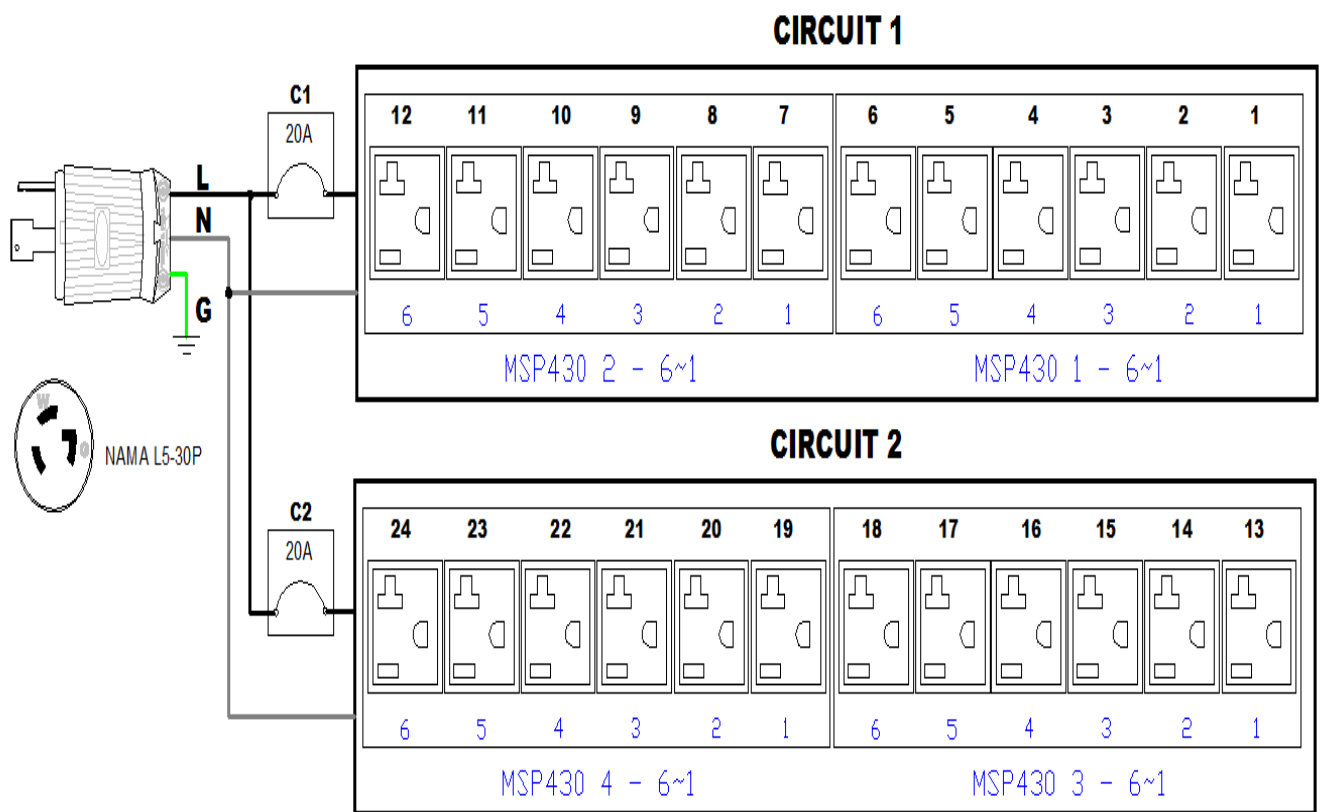 CIRCUIT 1
C1
20A
12 11 10 9 8 7 6 5 4 3 2 1
L
N
G
6 5 4 3 2 1 6 5 4 3 2 1
MSP430 2 - 6~1 MSP430 1 - 6~1
W
G
NAMA L5-30P
CIRCUIT 2
C2
20A
24 23 22 21 20 19 18 17 16 15 14 13
6 5 4 3 2 1 6 5 4 3 2 1
MSP430 4 - 6~1 MSP430 3 - 6~1